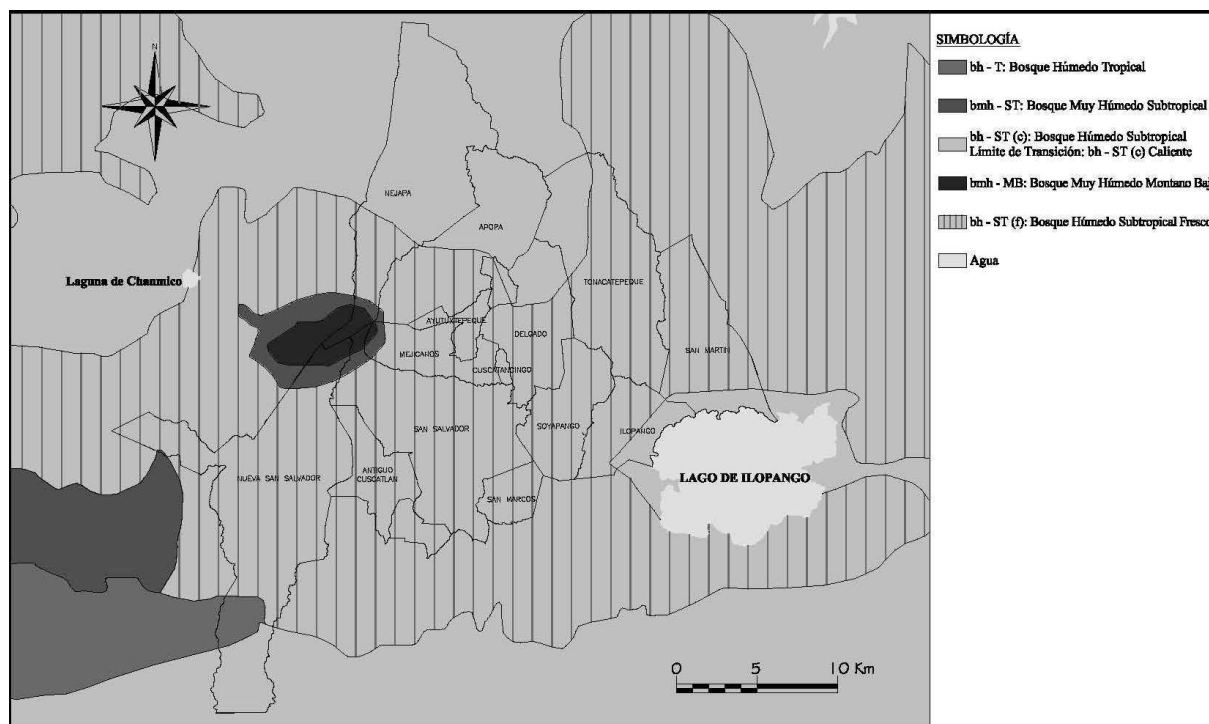 SIMBOLOGÍA
bh - T: Bosque Húmedo Tropical
bmh - ST: Bosque Muy Húmedo Subtropical
bh - ST (c): Bosque Húmedo Subtropical
Límite de Transición: bh - ST (c) Caliente
bmh - MB: Bosque Muy Húmedo Montano Baj
bh - ST (f): Bosque Húmedo Subtropical Fresco
Agua
N
NEJAPA
APOPA
Laguna de Chanmico
TONACATEPEQUE
AYUTUXTEPEQUE
DELGADO
MEJICANOS
SAN MARTIN
CUSCATANCINGO
SAN SALVADOR
SOYAPANGO
ILOPANGO
NUEVA SAN SALVADOR
ANTIGUO
CUSCATLAN
LAGO DE ILOPANGO
SAN MARCOS
0 5 10 Km